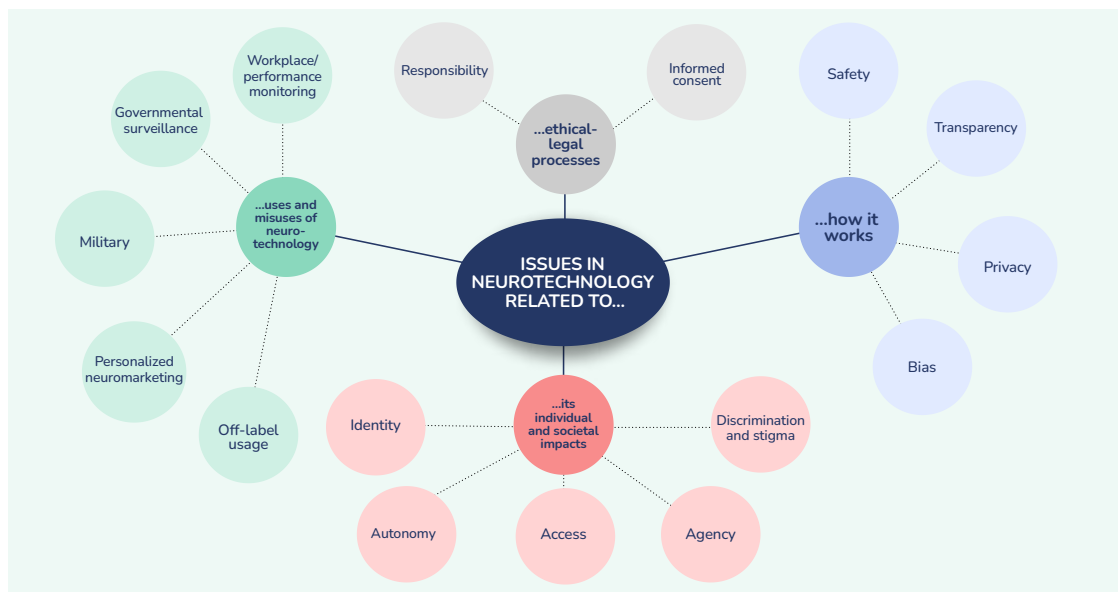 ISSUES IN
NEUROTECHNOLOGY
RELATED TO...
...uses and
misuses of
neuro-
technology
Workplace/
performance
monitoring
Governmental
surveillance
Military
Personalized
neuromarketing
Off-label
usage
...ethical-
legal
processes
Responsibility
Informed
consent
...how it
works
Safety
Transparency
Privacy
Bias
...its
individual
and societal
impacts
Identity
Autonomy
Access
Agency
Discrimination
and stigma